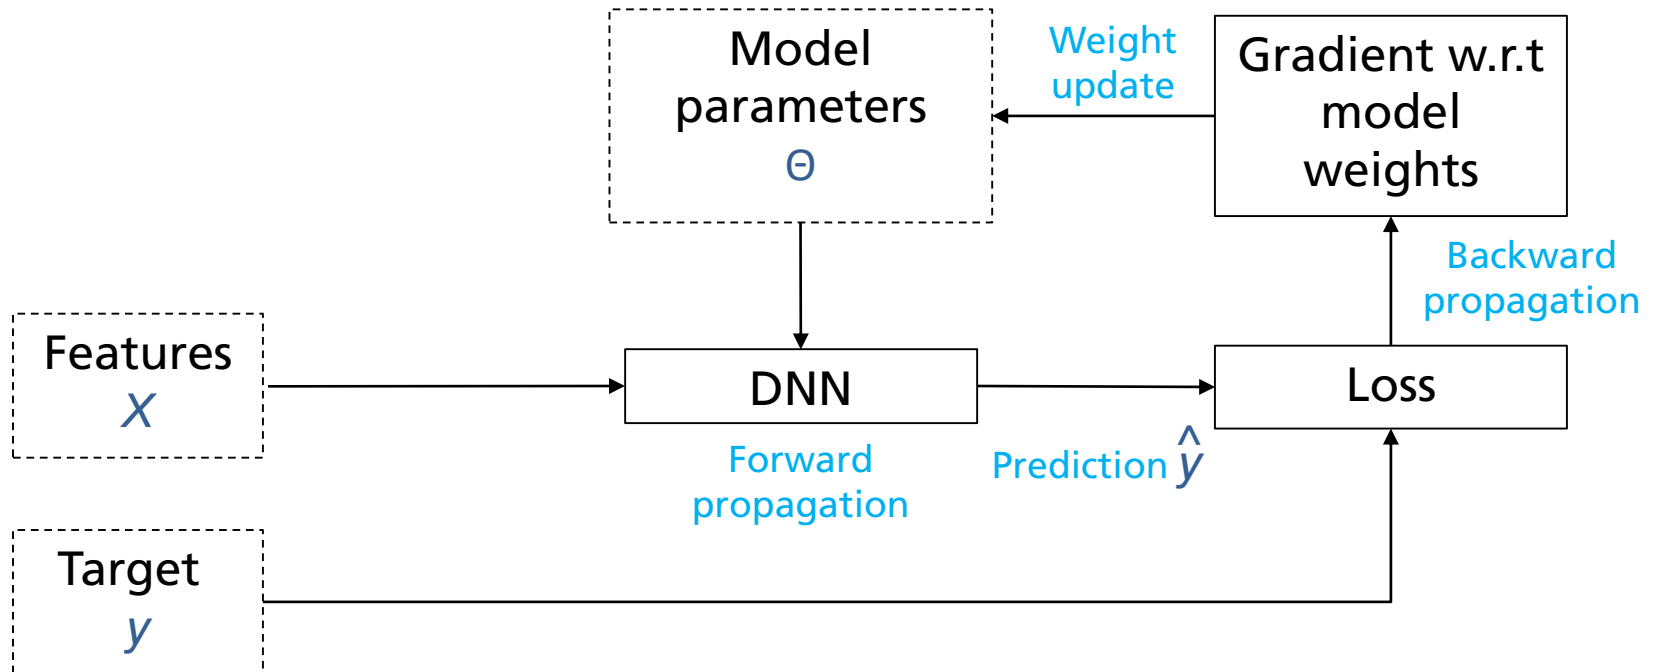 Model
parameters
Θ
Weight
update
Gradient w.r.t
model
weights
Backward
propagation
Features
x
DNN
Loss
Forward
propagation
Prediction ŷ
Target
y